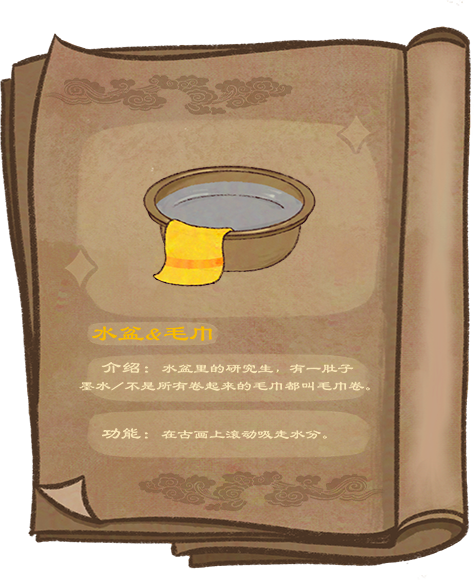 水盆&毛巾
介绍：水盆里的研究生，有一肚子
墨水/不是所有卷起来的毛巾都叫毛巾卷。
功能：在古画上滚动吸走水分。